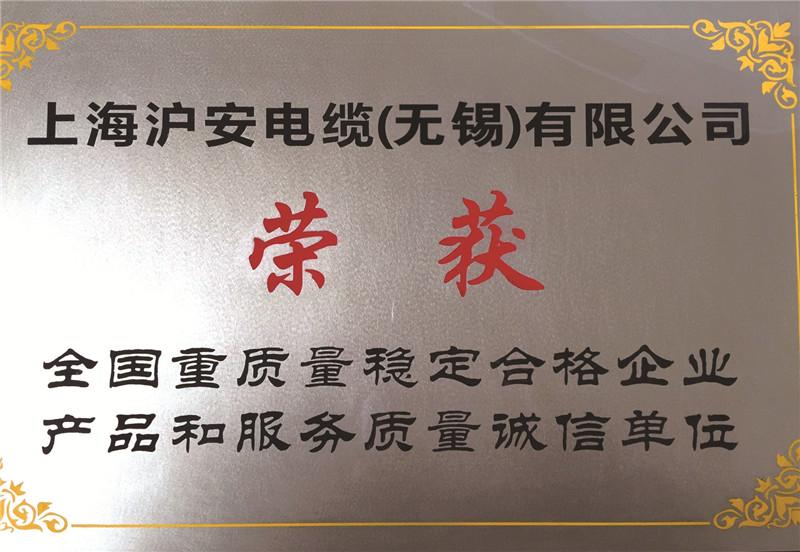 上海沪安电缆(无锡)有限公司
荣获
全国重质量稳定合格企业
产品和服务质量诚信单位